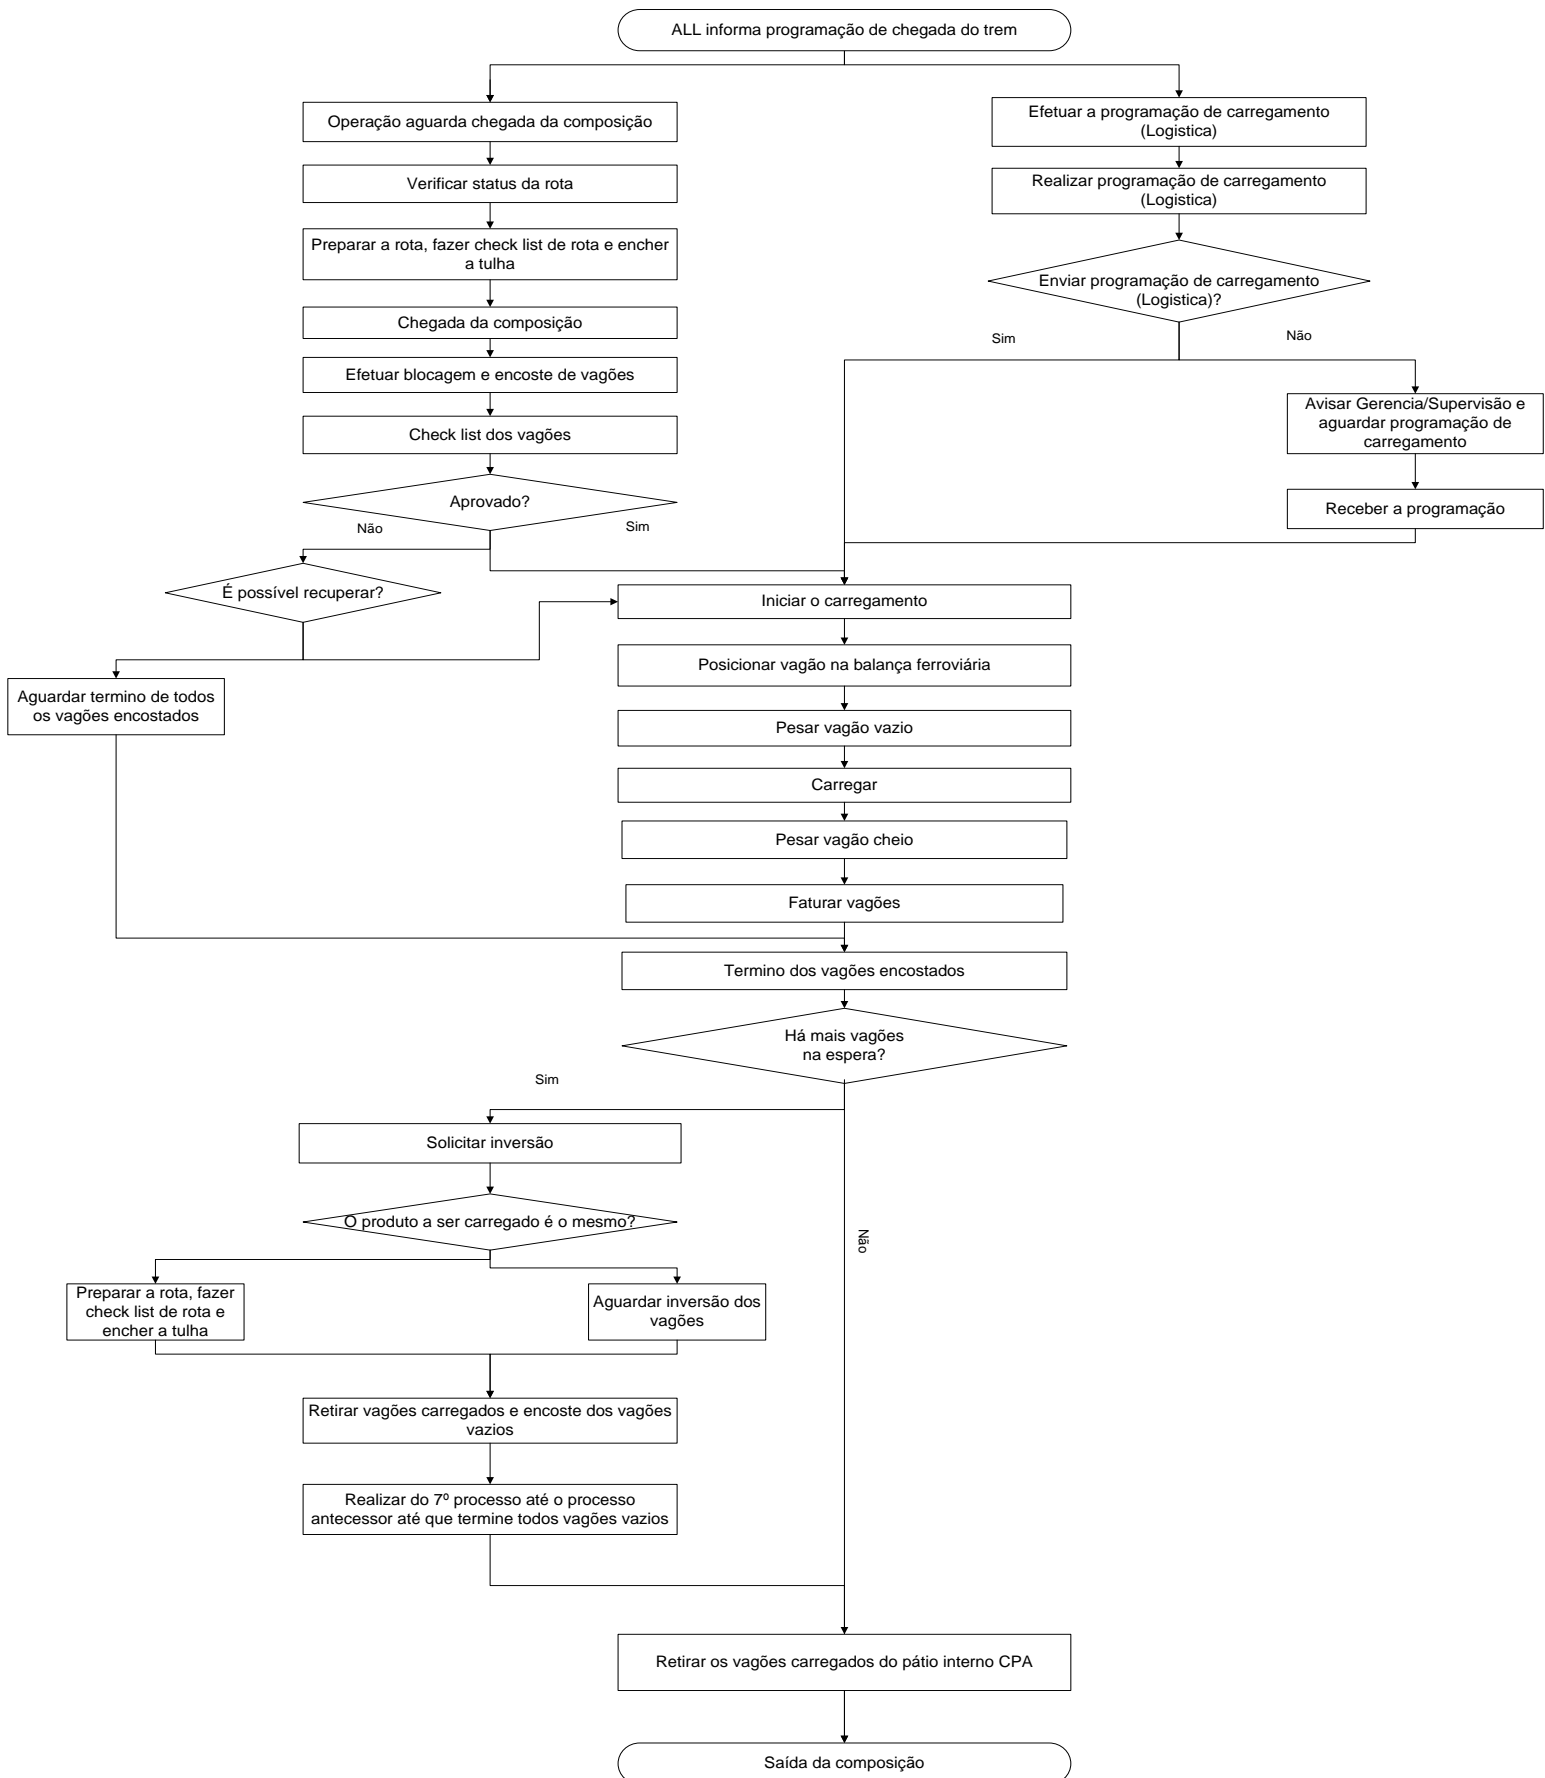 ALL informa programação de chegada do trem
Operação aguarda chegada da composição
Verificar status da rota
Preparar a rota, fazer check list de rota e encher
a tulha
Chegada da composição
Efetuar blocagem e encoste de vagões
Check list dos vagões
Aprovado?
Não
Sim
É possível recuperar?
Aguardar termino de todos
os vagões encostados
Efetuar a programação de carregamento
(Logistica)
Realizar programação de carregamento
(Logistica)
Enviar programação de carregamento
(Logistica)?
Sim
Não
Avisar Gerencia/Supervisão e
aguardar programação de
carregamento
Receber a programação
Iniciar o carregamento
Posicionar vagão na balança ferroviária
Pesar vagão vazio
Carregar
Pesar vagão cheio
Faturar vagões
Termino dos vagões encostados
Há mais vagões
na espera?
Sim
Não
Solicitar inversão
O produto a ser carregado é o mesmo?
Preparar a rota, fazer
check list de rota e
encher a tulha
Aguardar inversão dos
vagões
Retirar vagões carregados e encoste dos vagões
vazios
Realizar do 7º processo até o processo
antecessor até que termine todos vagões vazios
Retirar os vagões carregados do pátio interno CPA
Saída da composição